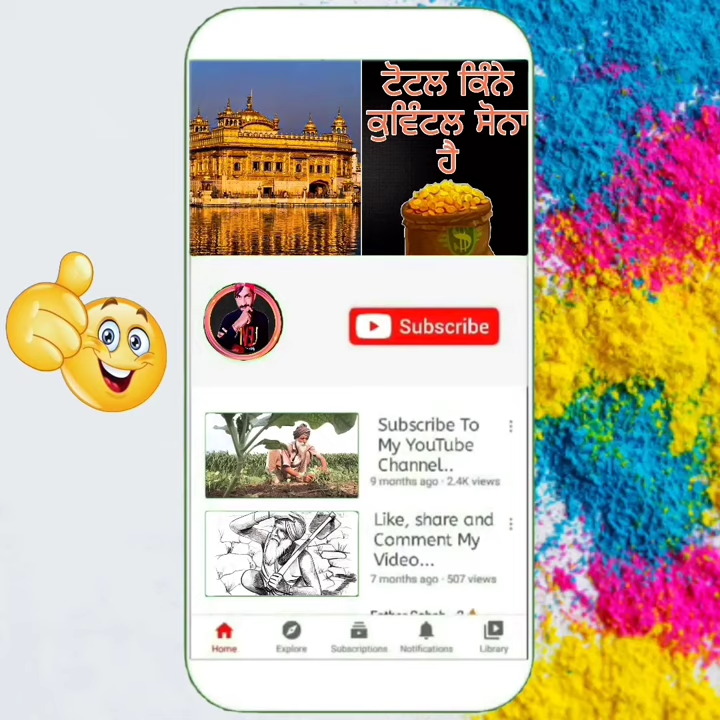 ਟੋਟਲ ਕਿੰਨੇ
ਕੁਵਿੰਟਲ ਸੋਨਾ
ਹੈ
Subscribe
Subscribe To
My YouTube
Channel..
9 months ago · 2.4K views
Like, share and
Comment My
Video...
7 months ago · 507 views
Home Explore Subscriptions Notifications Library